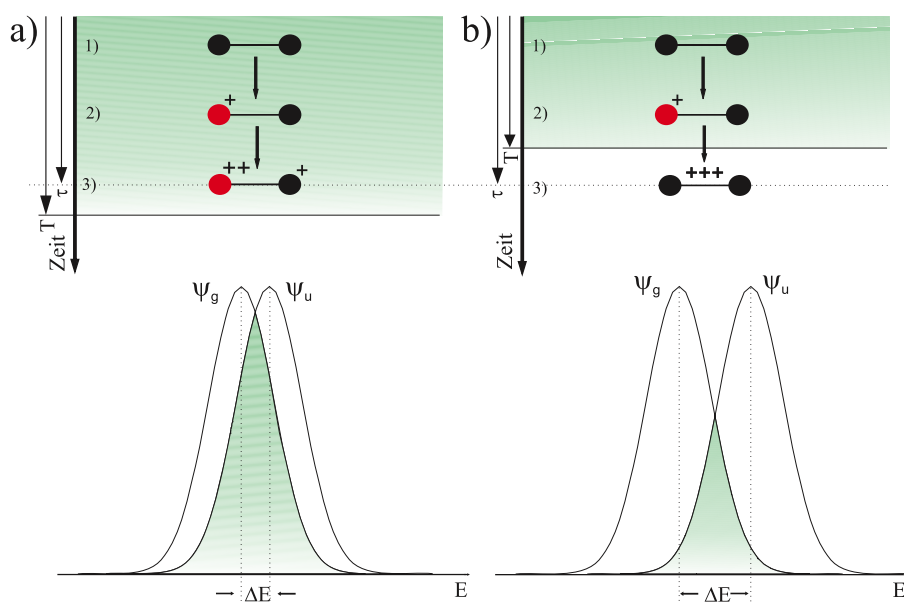 a)
1)
2)
+
3)
++
+
τ
T
Zeit
Ψg
Ψu
ΔE
E
b)
1)
2)
+
3)
+++
T
τ
Zeit
Ψg
Ψu
ΔE
E